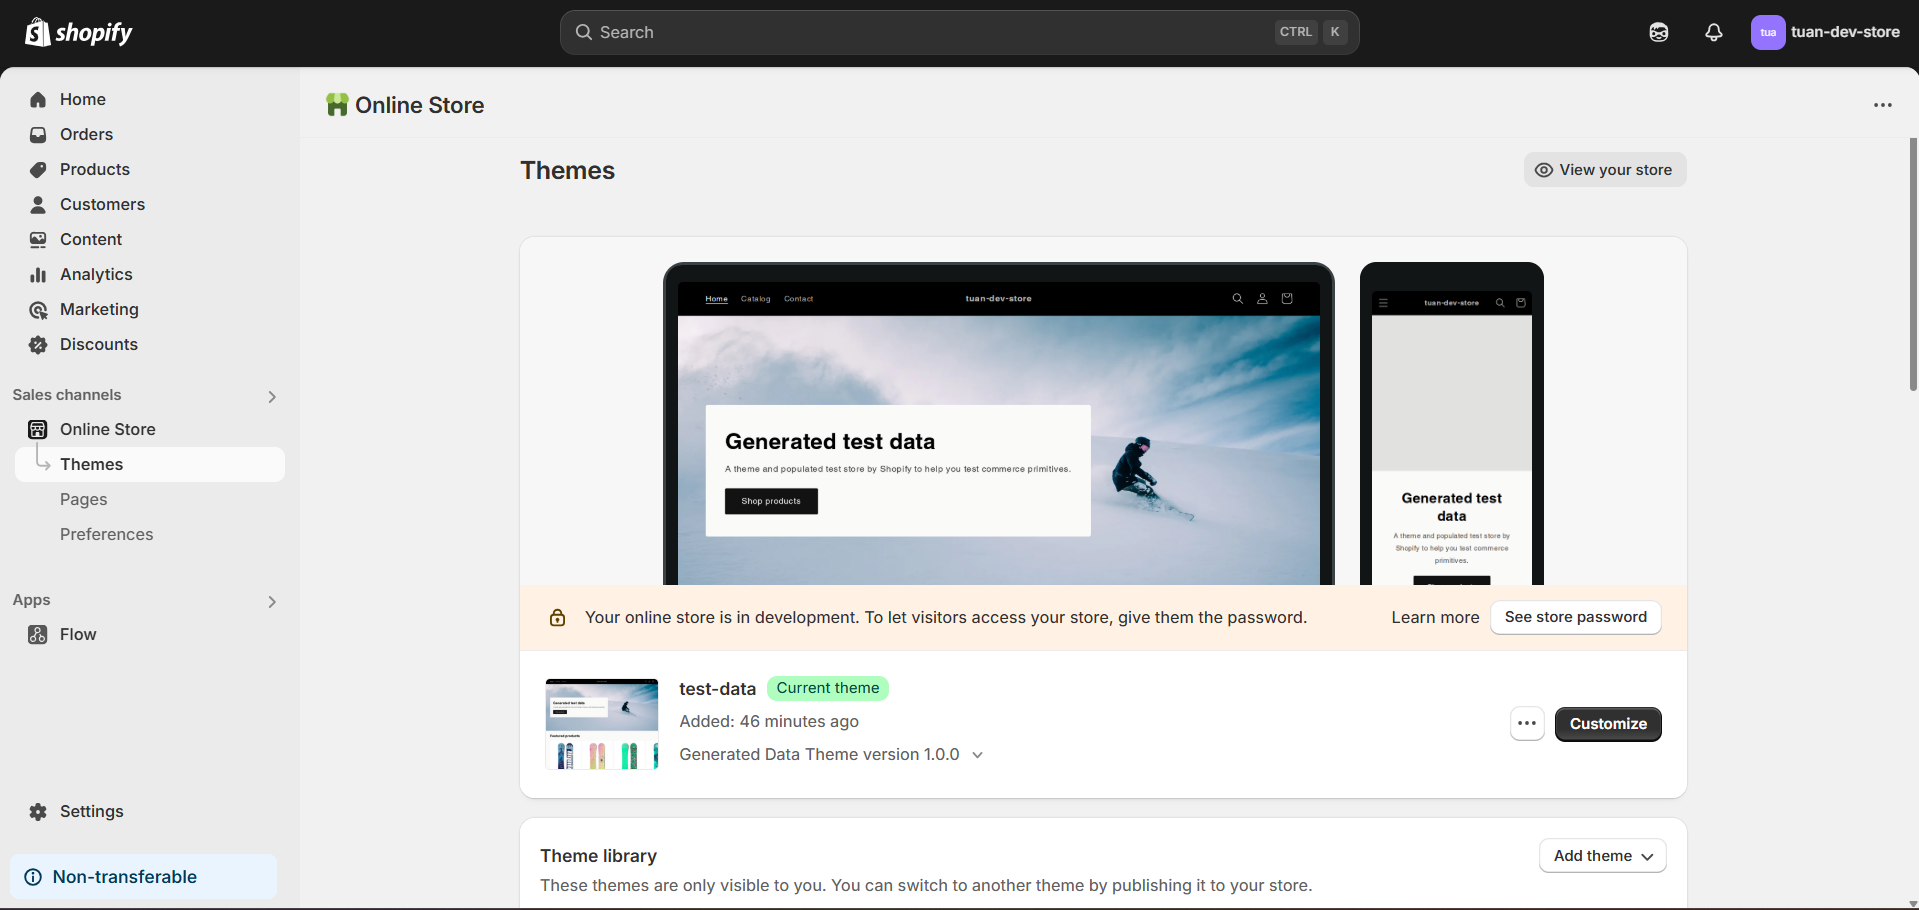 shopify
Search
CTRL K
tua
tuan-dev-store
Home
Orders
Products
Customers
Content
Analytics
Marketing
Discounts
Sales channels
Online Store
Themes
Pages
Preferences
Apps
Flow
Settings
Non-transferable
Online Store
Themes
View your store
Home Catalog Contact
tuan-dev-store
Generated test data
A theme and populated test store by Shopify to help you test commerce primitives.
Shop products
tuan-dev-store
Generated test
data
A theme and populated test store by
Shopify to help you test commerce
primitives.
Your online store is in development. To let visitors access your store, give them the password.
Learn more
See store password
Generated test data
Featured products
test-data
Current theme
Added: 46 minutes ago
Generated Data Theme version 1.0.0
Customize
Theme library
Add theme
These themes are only visible to you. You can switch to another theme by publishing it to your store.